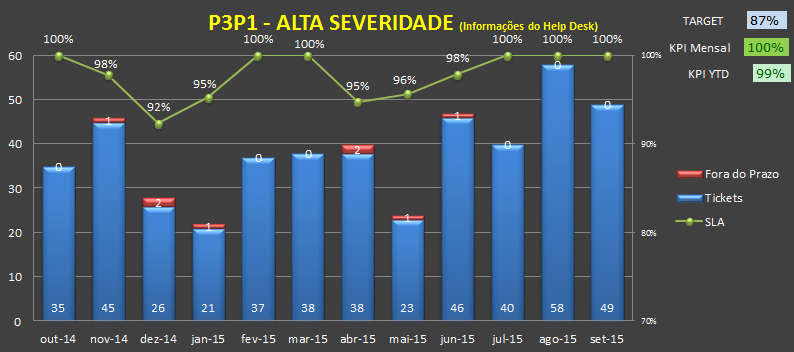 P3P1 - ALTA SEVERIDADE (Informações do Help Desk)
TARGET 87%
KPI Mensal 100%
KPI YTD 99%
100% 98% 92% 95% 100% 100% 95% 96% 98% 100% 100% 100%
60 100%
50
40 90%
30
20 80%
10
0 70%
0 1 2 1 0 0 2 1 1 0 0 0
35 45 26 21 37 38 38 23 46 40 58 49
out-14 nov-14 dez-14 jan-15 fev-15 mar-15 abr-15 mai-15 jun-15 jul-15 ago-15 set-15
Fora do Prazo
Tickets
SLA